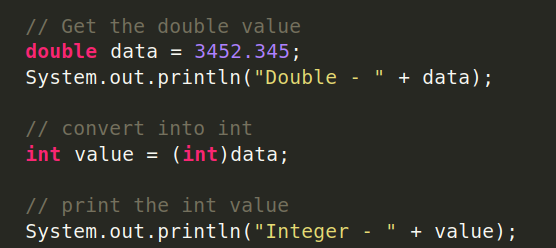 // Get the double value
double data = 3452.345;
System.out.println("Double - " + data);
// convert into int
int value = (int)data;
// print the int value
System.out.println("Integer - " + value);